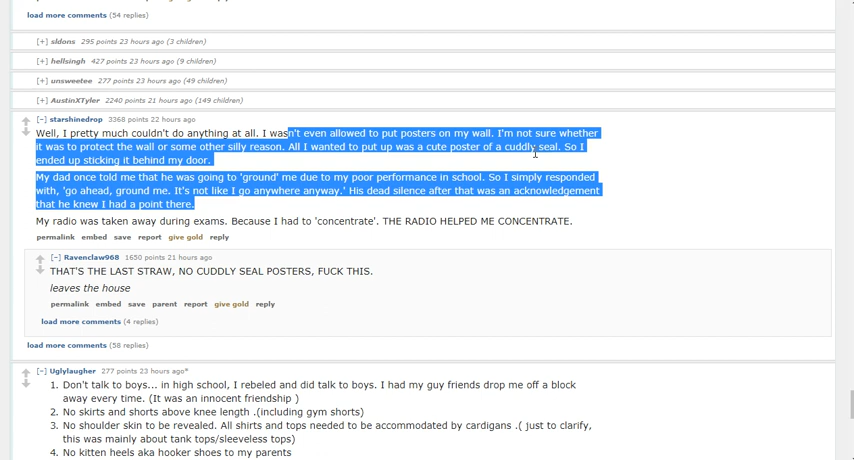 load more comments (54 replies)
[+] sldons 295 points 23 hours ago (3 children)
[+] hellsingh 427 points 23 hours ago (9 children)
[+] unsweetee 277 points 23 hours ago (49 children)
[+] AustinXTyler 2240 points 21 hours ago (149 children)
[−] starshinedrop 3368 points 22 hours ago
Well, I pretty much couldn't do anything at all. I wasn't even allowed to put posters on my wall. I'm not sure whether
it was to protect the wall or some other silly reason. All I wanted to put up was a cute poster of a cuddly seal. So I
ended up sticking it behind my door.
My dad once told me that he was going to 'ground' me due to my poor performance in school. So I simply responded
with, 'go ahead, ground me. It's not like I go anywhere anyway.' His dead silence after that was an acknowledgement
that he knew I had a point there.
My radio was taken away during exams. Because I had to 'concentrate'. THE RADIO HELPED ME CONCENTRATE.
permalink embed save report give gold reply
[−] Ravenclaw968 1650 points 21 hours ago
THAT'S THE LAST STRAW, NO CUDDLY SEAL POSTERS, FUCK THIS.
leaves the house
permalink embed save parent report give gold reply
load more comments (4 replies)
load more comments (58 replies)
[−] Uglylaugher 277 points 23 hours ago*
1. Don't talk to boys... in high school, I rebeled and did talk to boys. I had my guy friends drop me off a block
away every time. (It was an innocent friendship )
2. No skirts and shorts above knee length .(including gym shorts)
3. No shoulder skin to be revealed. All shirts and tops needed to be accommodated by cardigans .( just to clarify,
this was mainly about tank tops/sleeveless tops)
4. No kitten heels aka hooker shoes to my parents